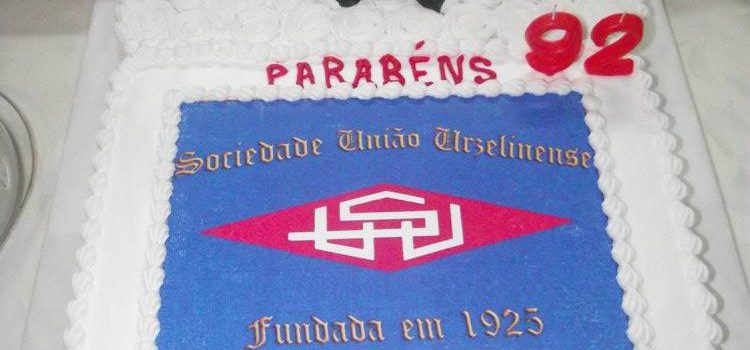 PARABÉNS 92
Sociedade União Urzelinense
Fundada em 1925